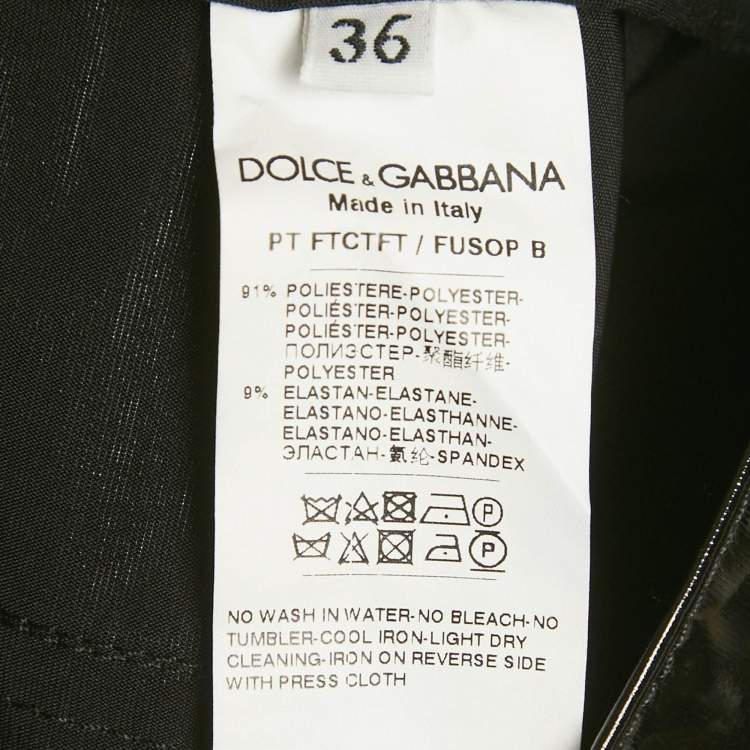 36
DOLCE & GABBANA
Made in Italy
PT FTCTFT / FUSOP B
91% POLIESTERE-POLYESTER-
POLIÉSTER-POLYESTER-
POLIÉSTER-POLYESTER-
ПОЛИЭСТЕР-聚酯纤维-
POLYESTER
9% ELASTAN-ELASTANE-
ELASTANO-ELASTHANNE-
ELASTANO-ELASTHAN-
ЭЛАСТАН-氨纶-SPANDEX
P
P
NO WASH IN WATER-NO BLEACH-NO
TUMBLER-COOL IRON-LIGHT DRY
CLEANING-IRON ON REVERSE SIDE
WITH PRESS CLOTH